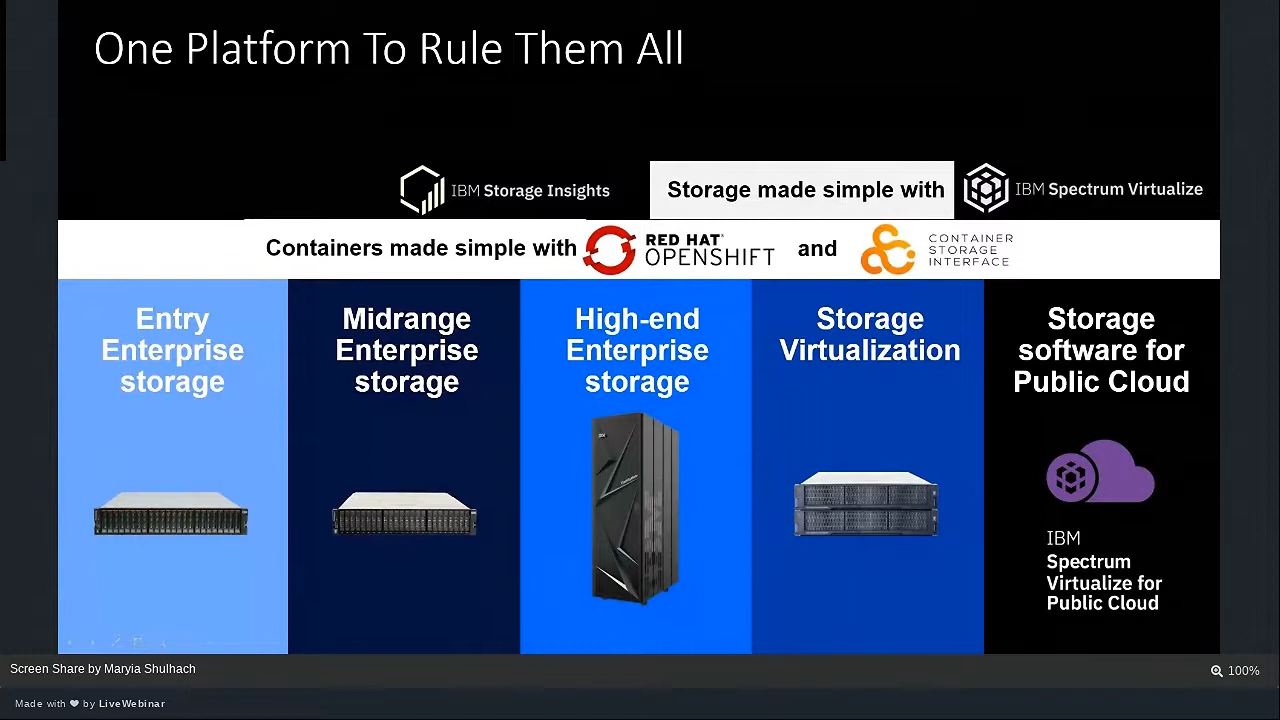 One Platform To Rule Them All
IBM Storage Insights
Storage made simple with
IBM Spectrum Virtualize
Containers made simple with
RED HAT
OPENSHIFT
and
CONTAINER
STORAGE
INTERFACE
Entry
Enterprise
storage
Midrange
Enterprise
storage
High-end
Enterprise
storage
Storage
Virtualization
Storage
software for
Public Cloud
IBM
Spectrum
Virtualize for
Public Cloud
Screen Share by Maryia Shulhach
100%
Made with ❤ by LiveWebinar